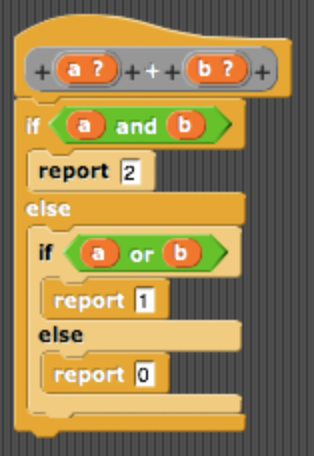 + a ? + + + b ? +
if a and b
report 2
else
if a or b
report 1
else
report 0